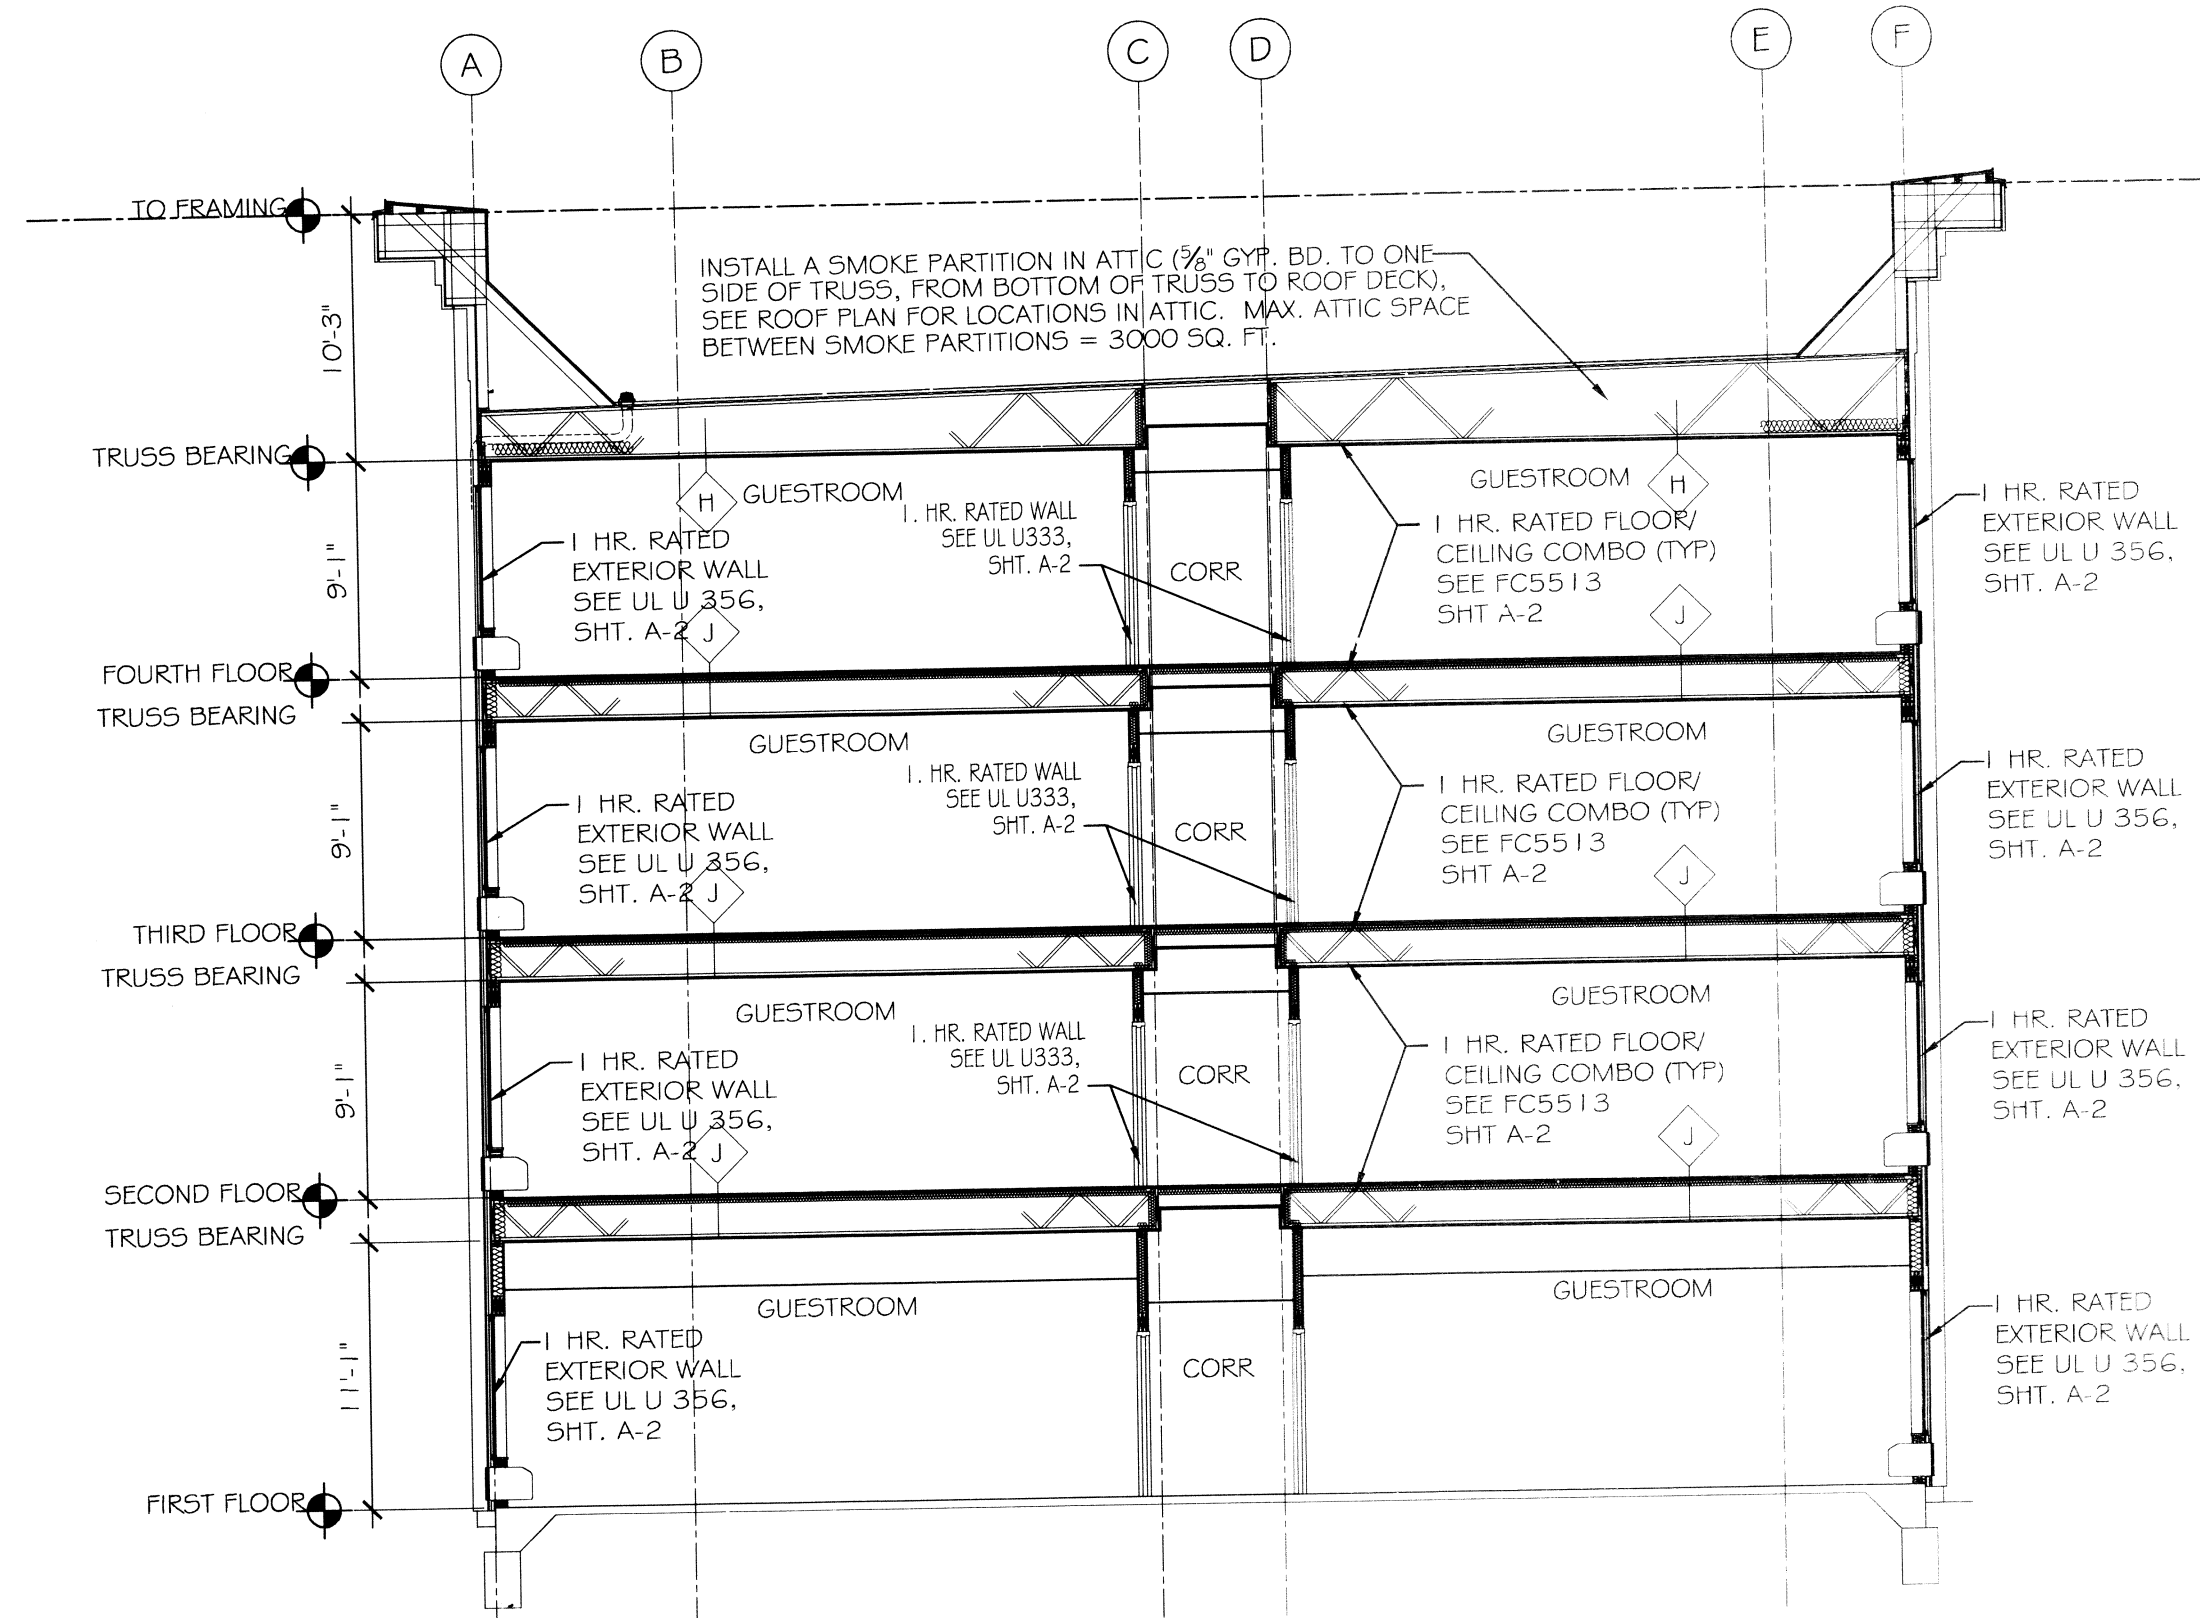 A
B
C
D
E
F
TO FRAMING
INSTALL A SMOKE PARTITION IN ATTIC (5/8" GYP. BD. TO ONE
SIDE OF TRUSS, FROM BOTTOM OF TRUSS TO ROOF DECK),
SEE ROOF PLAN FOR LOCATIONS IN ATTIC. MAX. ATTIC SPACE
BETWEEN SMOKE PARTITIONS = 3000 SQ. FT.
10'-3"
TRUSS BEARING
H
GUESTROOM
1. HR. RATED WALL
SEE UL U333,
SHT. A-2
1 HR. RATED
EXTERIOR WALL
SEE UL U 356,
SHT. A-2
J
CORR
GUESTROOM
H
1 HR. RATED FLOOR/
CEILING COMBO (TYP)
SEE FC5513
SHT A-2
J
1 HR. RATED
EXTERIOR WALL
SEE UL U 356,
SHT. A-2
9'-1"
FOURTH FLOOR
TRUSS BEARING
GUESTROOM
1. HR. RATED WALL
SEE UL U333,
SHT. A-2
1 HR. RATED
EXTERIOR WALL
SEE UL U 356,
SHT. A-2
J
CORR
GUESTROOM
1 HR. RATED FLOOR/
CEILING COMBO (TYP)
SEE FC5513
SHT A-2
J
1 HR. RATED
EXTERIOR WALL
SEE UL U 356,
SHT. A-2
9'-1"
THIRD FLOOR
TRUSS BEARING
GUESTROOM
1. HR. RATED WALL
SEE UL U333,
SHT. A-2
1 HR. RATED
EXTERIOR WALL
SEE UL U 356,
SHT. A-2
J
CORR
GUESTROOM
1 HR. RATED FLOOR/
CEILING COMBO (TYP)
SEE FC5513
SHT A-2
J
1 HR. RATED
EXTERIOR WALL
SEE UL U 356,
SHT. A-2
9'-1"
SECOND FLOOR
TRUSS BEARING
GUESTROOM
1 HR. RATED
EXTERIOR WALL
SEE UL U 356,
SHT. A-2
CORR
GUESTROOM
1 HR. RATED
EXTERIOR WALL
SEE UL U 356,
SHT. A-2
11'-1"
FIRST FLOOR